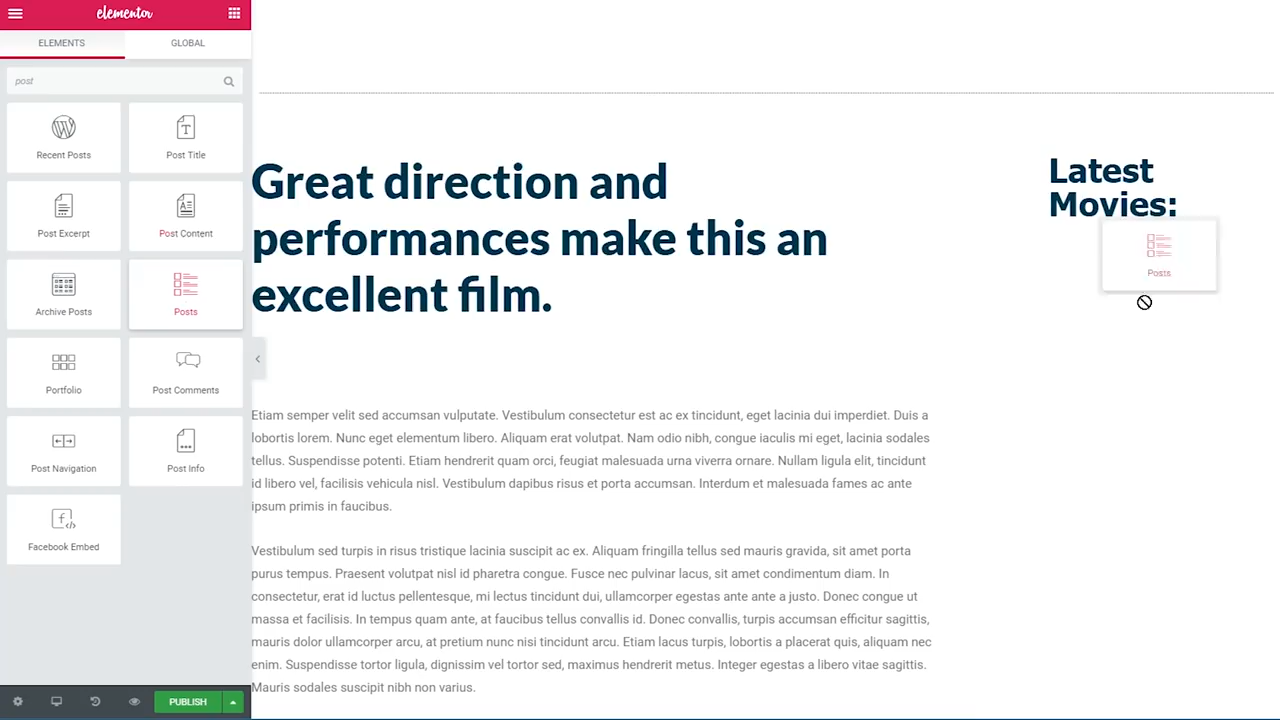 elementor
ELEMENTS
GLOBAL
post
Recent Posts
Post Title
Post Excerpt
Post Content
Archive Posts
Posts
Portfolio
Post Comments
Post Navigation
Post Info
Facebook Embed
PUBLISH
Great direction and
performances make this an
excellent film.
Etiam semper velit sed accumsan vulputate. Vestibulum consectetur est ac ex tincidunt, eget lacinia dui imperdiet. Duis a
lobortis lorem. Nunc eget elementum libero. Aliquam erat volutpat. Nam odio nibh, congue iaculis mi eget, lacinia sodales
tellus. Suspendisse potenti. Etiam hendrerit quam orci, feugiat malesuada urna viverra ornare. Nullam ligula elit, tincidunt
id libero vel, facilisis vehicula nisl. Vestibulum dapibus risus et porta accumsan. Interdum et malesuada fames ac ante
ipsum primis in faucibus.
Vestibulum sed turpis in risus tristique lacinia suscipit ac ex. Aliquam fringilla tellus sed mauris gravida, sit amet porta
purus tempus. Praesent volutpat nisl id pharetra congue. Fusce nec pulvinar lacus, sit amet condimentum diam. In
consectetur, erat id luctus pellentesque, mi lectus tincidunt dui, ullamcorper egestas ante ante a justo. Donec congue ut
massa et facilisis. In tempus quam ante, at faucibus tellus convallis id. Donec convallis, turpis accumsan efficitur sagittis,
mauris dolor ullamcorper arcu, at pretium nunc nisi tincidunt arcu. Etiam lacus turpis, lobortis a placerat quis, aliquam nec
enim. Suspendisse tortor ligula, dignissim vel tortor sed, maximus hendrerit metus. Integer egestas a libero vitae sagittis.
Mauris sodales suscipit nibh non varius.
Latest
Movies:
Posts